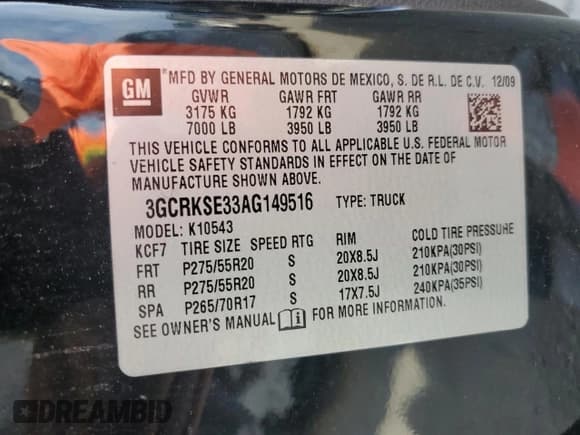 GM
® MFD BY GENERAL MOTORS DE MEXICO, S. DE R.L. DE C.V. 12/09
GVWR GAWR FRT GAWR RR
3175 KG 1792 KG 1792 KG
7000 LB 3950 LB 3950 LB
THIS VEHICLE CONFORMS TO ALL APPLICABLE U.S. FEDERAL MOTOR
VEHICLE SAFETY STANDARDS IN EFFECT ON THE DATE OF
MANUFACTURE SHOWN ABOVE.
3GCRKSE33AG149516 TYPE: TRUCK
MODEL: K10543
KCF7 TIRE SIZE SPEED RTG RIM COLD TIRE PRESSURE
FRT P275/55R20 S 20X8.5J 210KPA(30PSI)
RR P275/55R20 S 20X8.5J 210KPA(30PSI)
SPA P265/70R17 S 17X7.5J 240KPA(35PSI)
SEE OWNER'S MANUAL FOR MORE INFORMATION.
DREAMBID